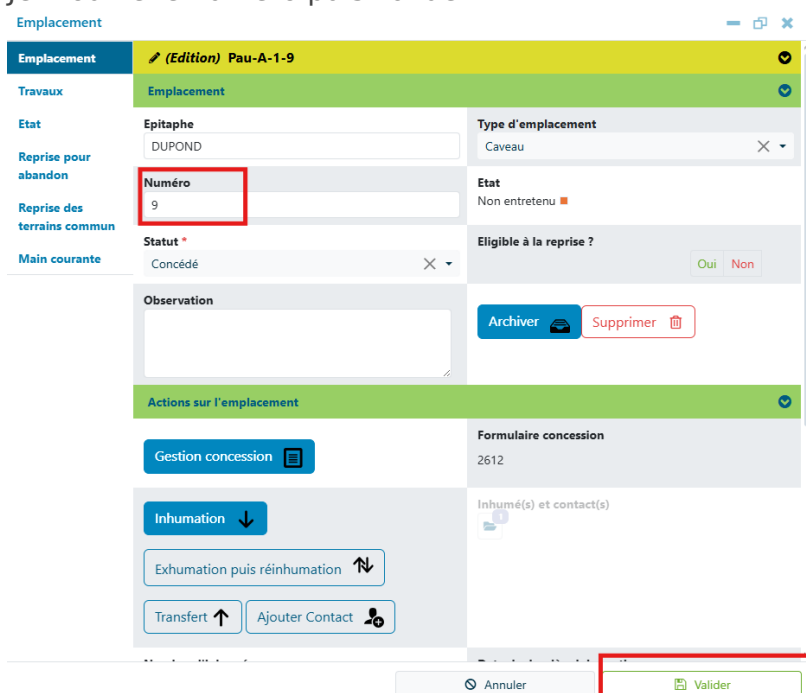 Emplacement
Emplacement
Travaux
Etat
Reprise pour
abandon
Reprise des
terrains commun
Main courante
(Edition) Pau-A-1-9
Emplacement
Epitaphe
DUPOND
Type d'emplacement
Caveau
Numéro
9
Etat
Non entretenu
Statut *
Concédé
Eligible à la reprise ?
Oui Non
Observation
Archiver
Supprimer
Actions sur l'emplacement
Gestion concession
Formulaire concession
2612
Inhumation
Inhumé(s) et contact(s)
1
Exhumation puis réinhumation
Transfert
Ajouter Contact
Annuler
Valider